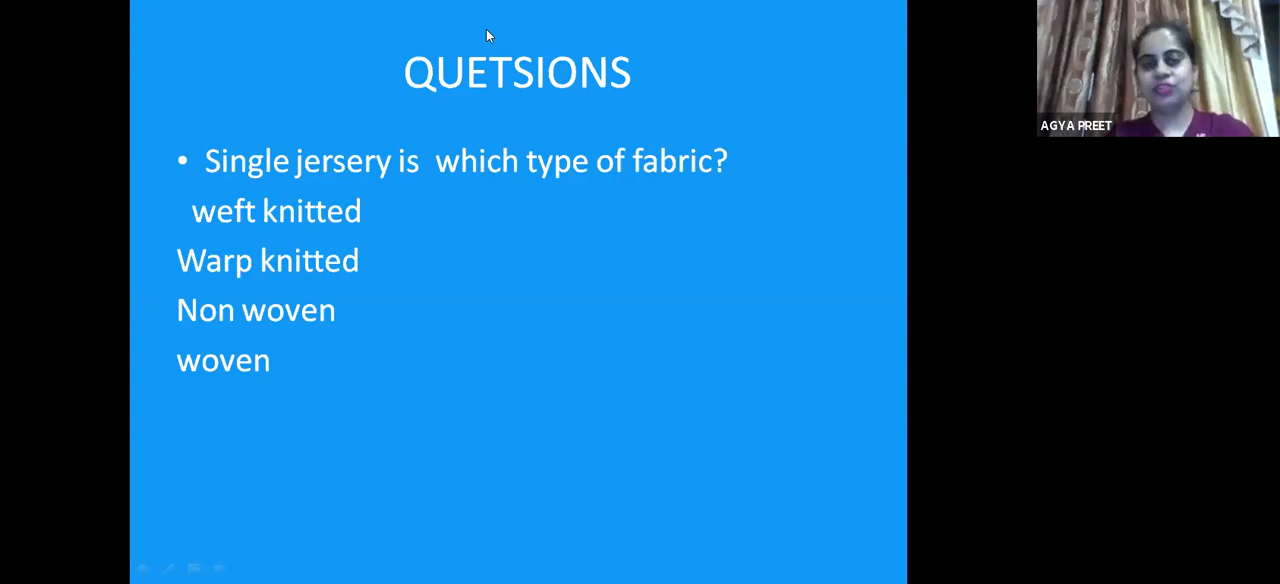 QUETSIONS
• Single jersery is which type of fabric?
weft knitted
Warp knitted
Non woven
woven
AGYA PREET